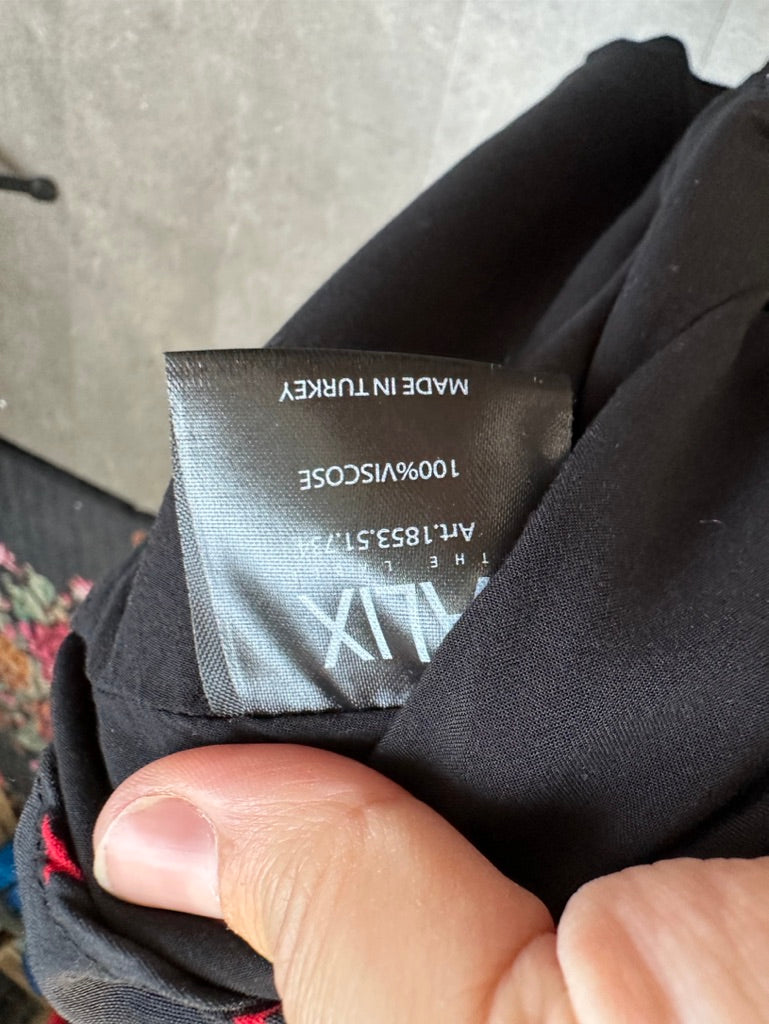 ALIX
THE L
Art.1853.51.73
100%VISCOSE
MADE IN TURKEY